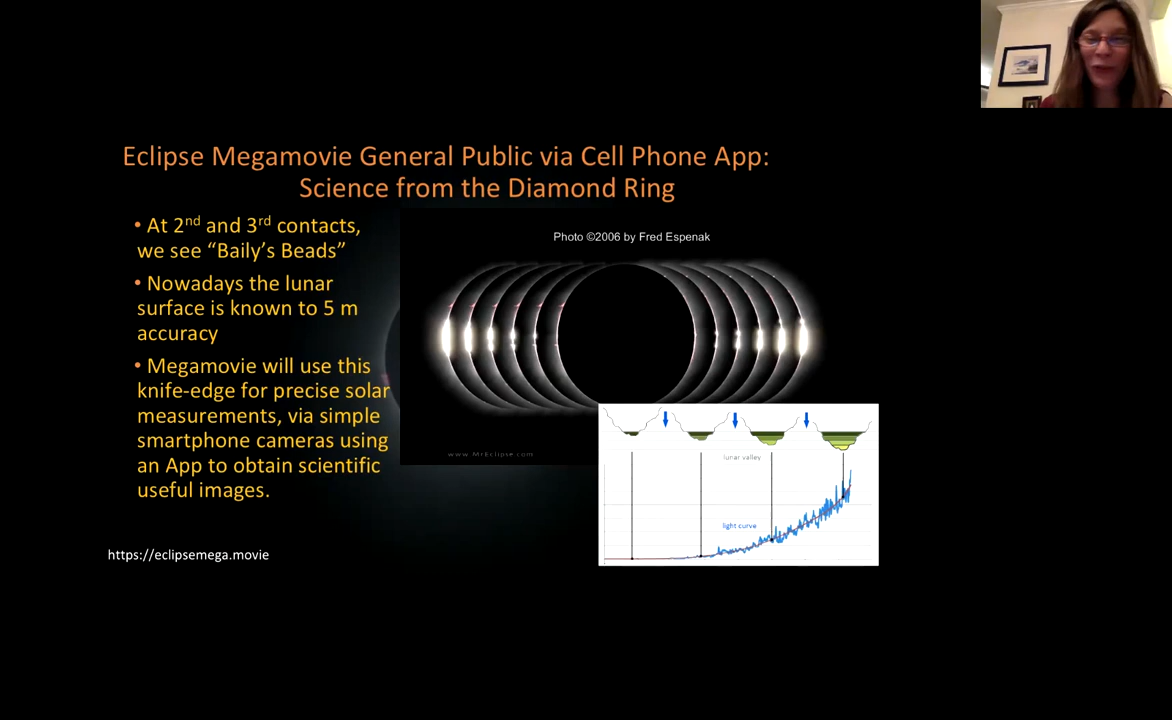 Eclipse Megamovie General Public via Cell Phone App:
Science from the Diamond Ring
• At 2nd and 3rd contacts,
we see “Baily’s Beads”
• Nowadays the lunar
surface is known to 5 m
accuracy
• Megamovie will use this
knife-edge for precise solar
measurements, via simple
smartphone cameras using
an App to obtain scientific
useful images.
https://eclipsemega.movie
Photo ©2006 by Fred Espenak
www.MrEclipse.com
lunar valley
light curve